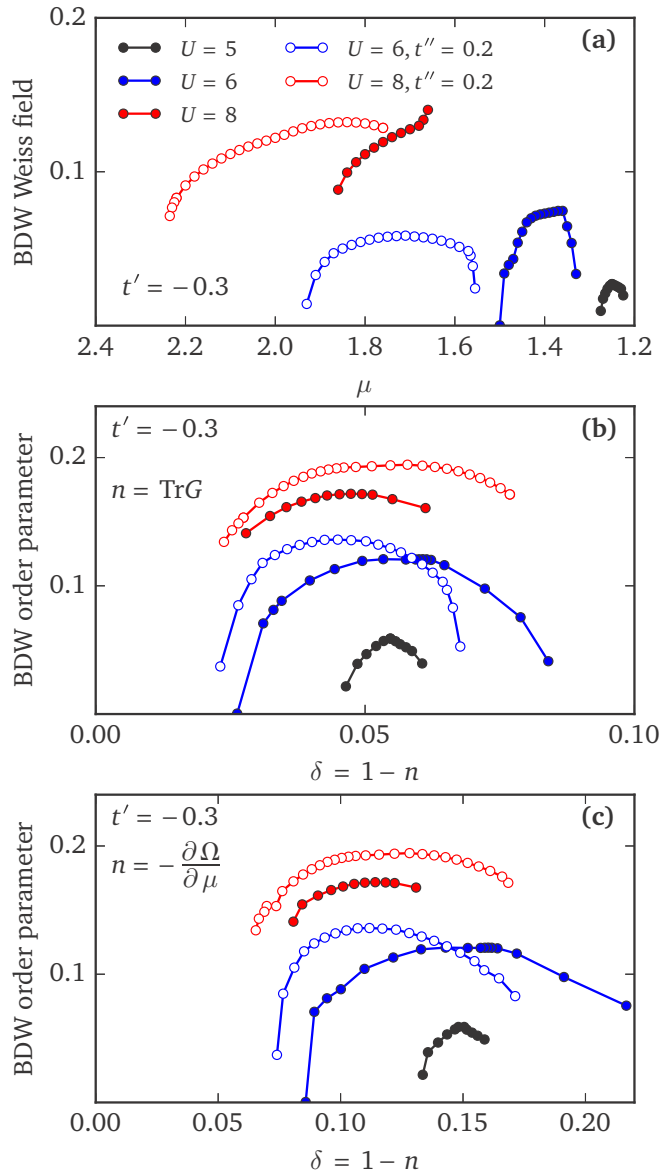 0.2
(a)
U = 5
U = 6, t'' = 0.2
U = 6
U = 8, t'' = 0.2
U = 8
BDW Weiss field
0.1
t' = −0.3
2.4 2.2 2.0 1.8 1.6 1.4 1.2
μ
t' = −0.3
(b)
0.2
n = TrG
BDW order parameter
0.1
0.00 0.05 0.10
δ = 1 − n
t' = −0.3
(c)
0.2
n = − ∂Ω/∂μ
BDW order parameter
0.1
0.00 0.05 0.10 0.15 0.20
δ = 1 − n